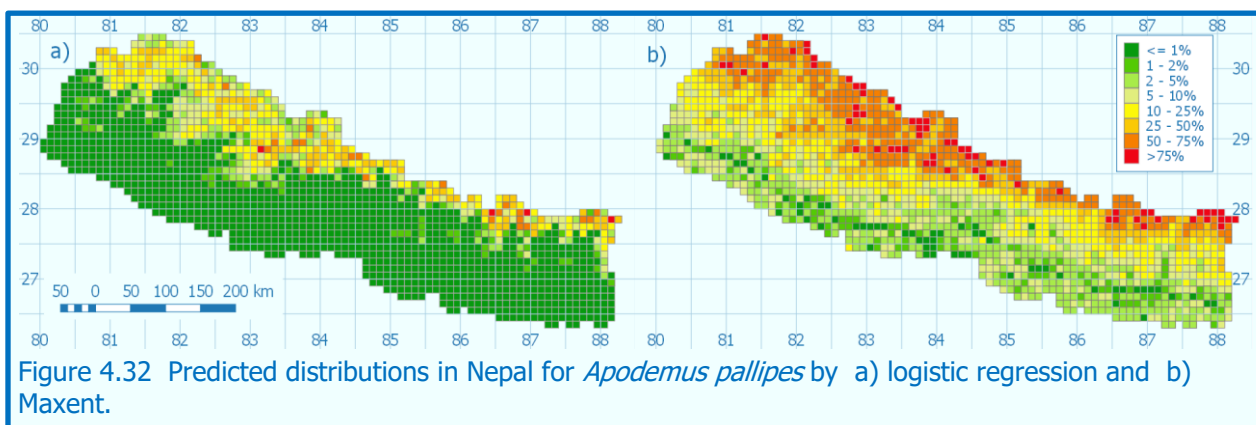 80 81 82 83 84 85 86 87 88 80 81 82 83 84 85 86 87 88
a)
b)
<= 1%
1 - 2%
2 - 5%
5 - 10%
10 - 25%
25 - 50%
50 - 75%
>75%
30 30
29 29
28 28
27 27
50 0 50 100 150 200 km
80 81 82 83 84 85 86 87 88 80 81 82 83 84 85 86 87 88
Figure 4.32 Predicted distributions in Nepal for Apodemus pallipes by a) logistic regression and b)
Maxent.